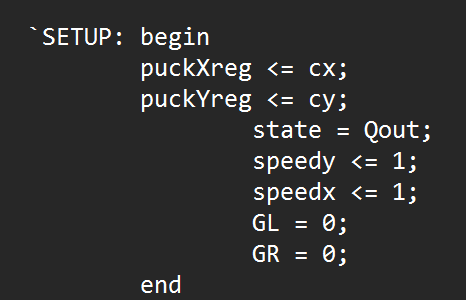 `SETUP: begin
puckXreg <= cx;
puckYreg <= cy;
state = Qout;
speedy <= 1;
speedx <= 1;
GL = 0;
GR = 0;
end